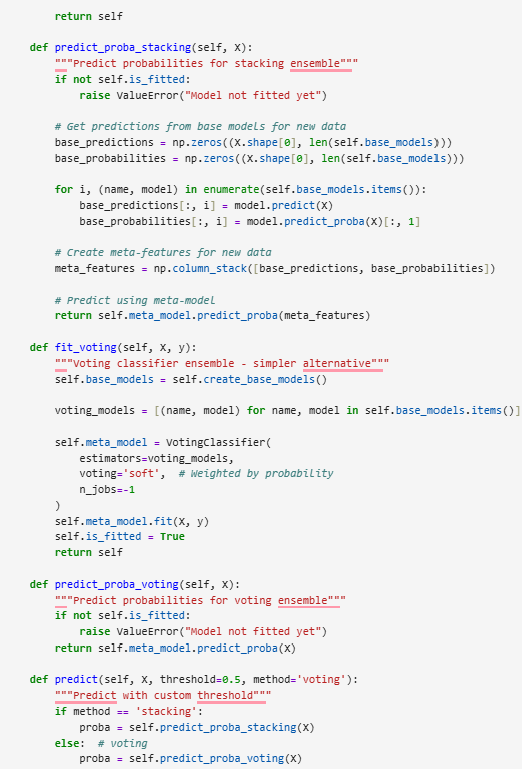 return self

    def predict_proba_stacking(self, X):
        """Predict probabilities for stacking ensemble"""
        if not self.is_fitted:
            raise ValueError("Model not fitted yet")

        # Get predictions from base models for new data
        base_predictions = np.zeros((X.shape[0], len(self.base_models)))
        base_probabilities = np.zeros((X.shape[0], len(self.base_models)))

        for i, (name, model) in enumerate(self.base_models.items()):
            base_predictions[:, i] = model.predict(X)
            base_probabilities[:, i] = model.predict_proba(X)[:, 1]

        # Create meta-features for new data
        meta_features = np.column_stack([base_predictions, base_probabilities])

        # Predict using meta-model
        return self.meta_model.predict_proba(meta_features)

    def fit_voting(self, X, y):
        """Voting classifier ensemble - simpler alternative"""
        self.base_models = self.create_base_models()

        voting_models = [(name, model) for name, model in self.base_models.items()]

        self.meta_model = VotingClassifier(
            estimators=voting_models,
            voting='soft',  # Weighted by probability
            n_jobs=-1
        )
        self.meta_model.fit(X, y)
        self.is_fitted = True
        return self

    def predict_proba_voting(self, X):
        """Predict probabilities for voting ensemble"""
        if not self.is_fitted:
            raise ValueError("Model not fitted yet")
        return self.meta_model.predict_proba(X)

    def predict(self, X, threshold=0.5, method='voting'):
        """Predict with custom threshold"""
        if method == 'stacking':
            proba = self.predict_proba_stacking(X)
        else:  # voting
            proba = self.predict_proba_voting(X)